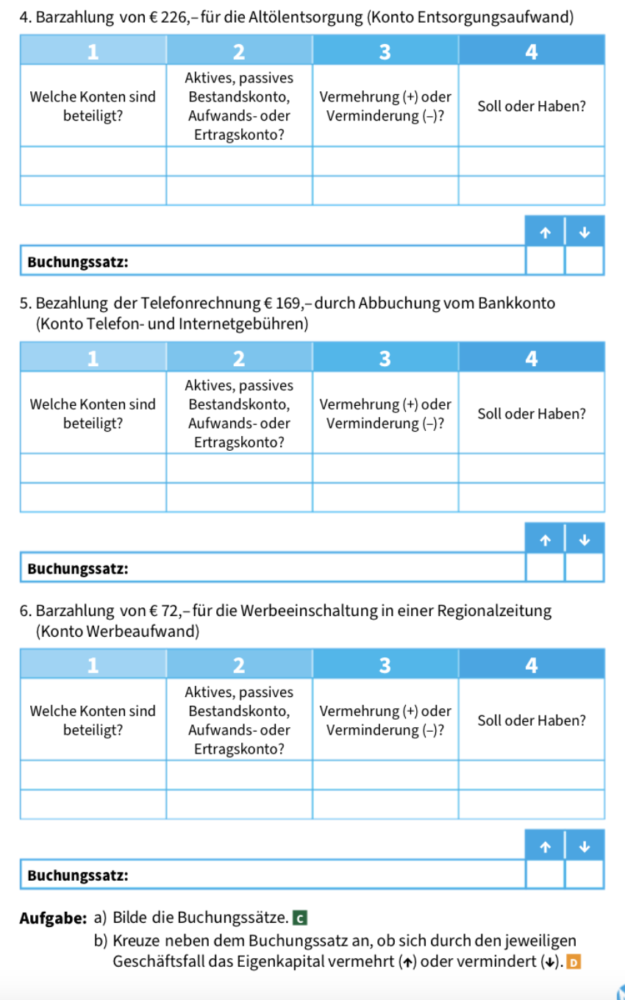 4. Barzahlung von € 226,– für die Altölentsorgung (Konto Entsorgungsaufwand)
1 2 3 4
Welche Konten sind beteiligt?
Aktives, passives Bestandskonto, Aufwands- oder Ertragskonto?
Vermehrung (+) oder Verminderung (–)?
Soll oder Haben?
↑ ↓
Buchungssatz:
5. Bezahlung der Telefonrechnung € 169,– durch Abbuchung vom Bankkonto
(Konto Telefon- und Internetgebühren)
1 2 3 4
Welche Konten sind beteiligt?
Aktives, passives Bestandskonto, Aufwands- oder Ertragskonto?
Vermehrung (+) oder Verminderung (–)?
Soll oder Haben?
↑ ↓
Buchungssatz:
6. Barzahlung von € 72,– für die Werbeeinschaltung in einer Regionalzeitung
(Konto Werbeaufwand)
1 2 3 4
Welche Konten sind beteiligt?
Aktives, passives Bestandskonto, Aufwands- oder Ertragskonto?
Vermehrung (+) oder Verminderung (–)?
Soll oder Haben?
↑ ↓
Buchungssatz:
Aufgabe: a) Bilde die Buchungssätze. C
b) Kreuze neben dem Buchungssatz an, ob sich durch den jeweiligen
Geschäftsfall das Eigenkapital vermehrt (↑) oder vermindert (↓). D